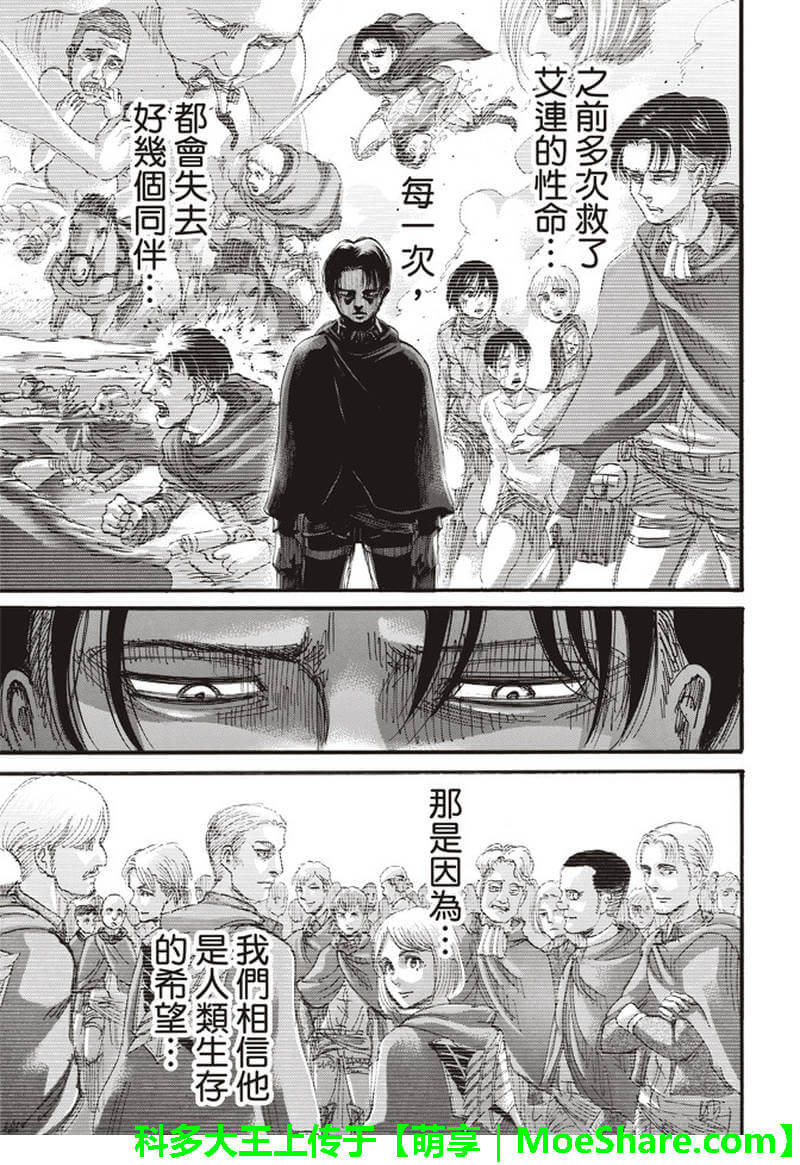 之前多次救了
艾連的性命…
每一次，
都會失去
好幾個同伴…
那是因為…
我們相信他
是人類生存
的希望…
科多大王上传于【萌享】|MoeShare.com】